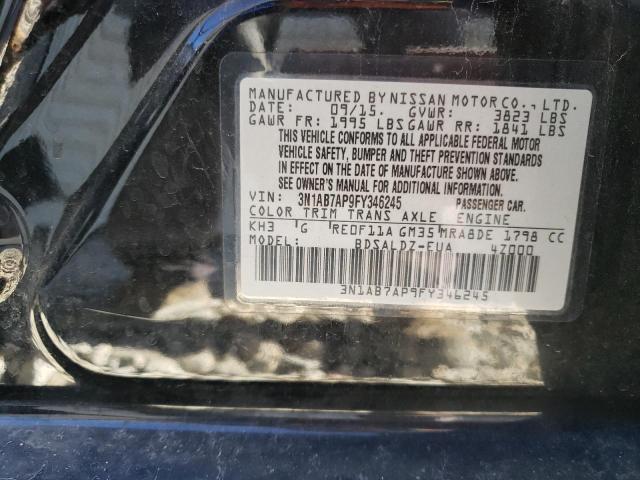 MANUFACTURED BY NISSAN MOTOR CO., LTD.
DATE: 09/15. GVWR: 3823 LBS
GAWR FR: 1995 LBS GAWR RR: 1841 LBS
THIS VEHICLE CONFORMS TO ALL APPLICABLE FEDERAL MOTOR
VEHICLE SAFETY, BUMPER AND THEFT PREVENTION STANDARDS
IN EFFECT ON THE DATE OF MANUFACTURE SHOWN ABOVE.
SEE OWNER'S MANUAL FOR ADDITIONAL INFORMATION.
VIN: 3N1AB7AP9FY346245 PASSENGER CAR.
COLOR TRIM TRANS AXLE ENGINE
KH3 G RE0F11A GM35 MRA8DE 1798 CC
MODEL: BDSALDZ-EUA 4Z000
3N1AB7AP9FY346245